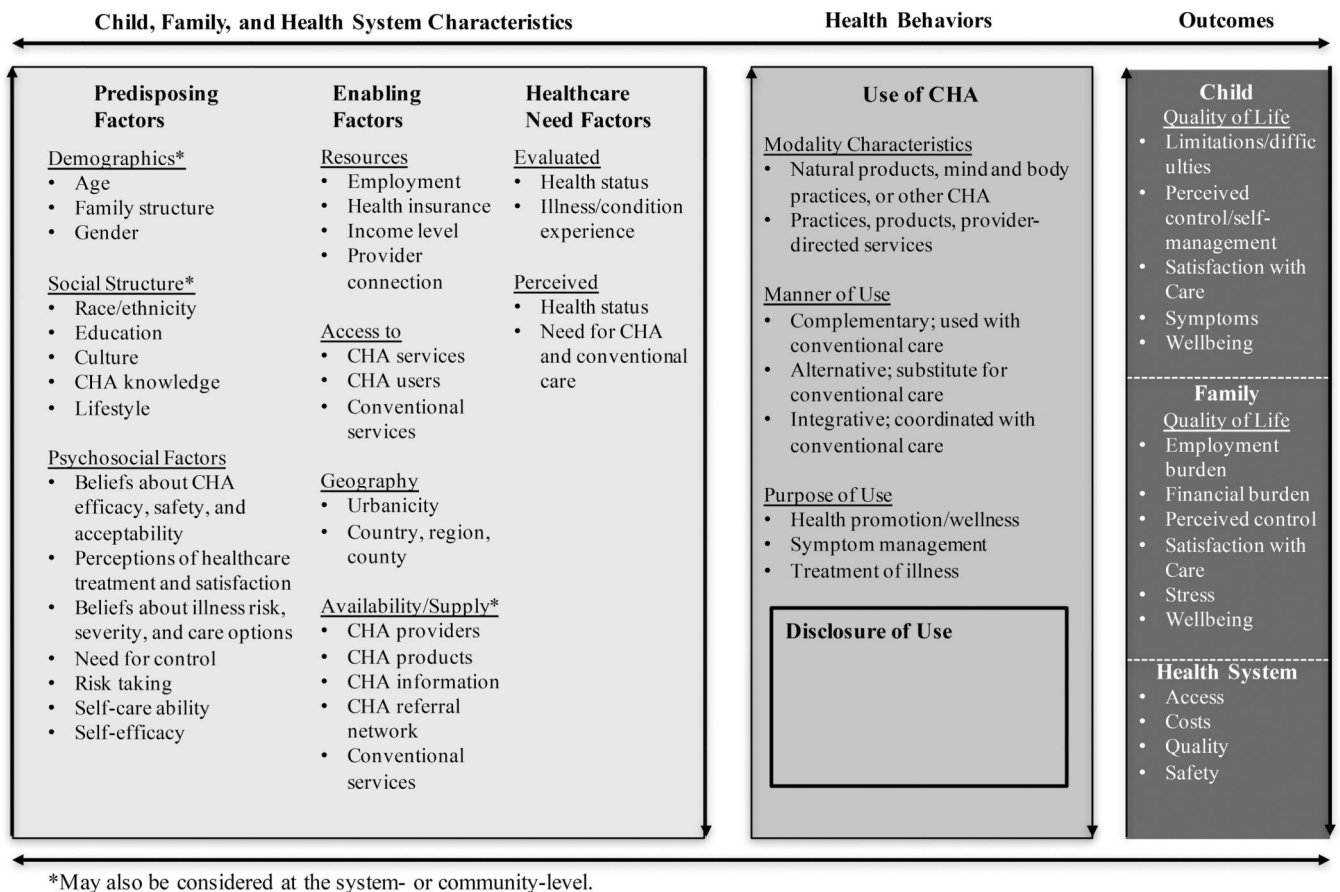 Child, Family, and Health System Characteristics
Health Behaviors
Outcomes
Predisposing
Factors
Demographics*
• Age
• Family structure
• Gender
Social Structure*
• Race/ethnicity
• Education
• Culture
• CHA knowledge
• Lifestyle
Psychosocial Factors
• Beliefs about CHA
efficacy, safety, and
acceptability
• Perceptions of healthcare
treatment and satisfaction
• Beliefs about illness risk,
severity, and care options
• Need for control
• Risk taking
• Self-care ability
• Self-efficacy
Enabling
Factors
Resources
• Employment
• Health insurance
• Income level
• Provider
connection
Access to
• CHA services
• CHA users
• Conventional
services
Geography
• Urbanicity
• Country, region,
county
Availability/Supply*
• CHA providers
• CHA products
• CHA information
• CHA referral
network
• Conventional
services
Healthcare
Need Factors
Evaluated
• Health status
• Illness/condition
experience
Perceived
• Health status
• Need for CHA
and conventional
care
Use of CHA
Modality Characteristics
• Natural products, mind and body
practices, or other CHA
• Practices, products, provider-
directed services
Manner of Use
• Complementary; used with
conventional care
• Alternative; substitute for
conventional care
• Integrative; coordinated with
conventional care
Purpose of Use
• Health promotion/wellness
• Symptom management
• Treatment of illness
Disclosure of Use
Child
Quality of Life
• Limitations/diffic
ulties
• Perceived
control/self-
management
• Satisfaction with
Care
• Symptoms
• Wellbeing
Family
Quality of Life
• Employment
burden
• Financial burden
• Perceived control
• Satisfaction with
Care
• Stress
• Wellbeing
Health System
• Access
• Costs
• Quality
• Safety
*May also be considered at the system- or community-level.